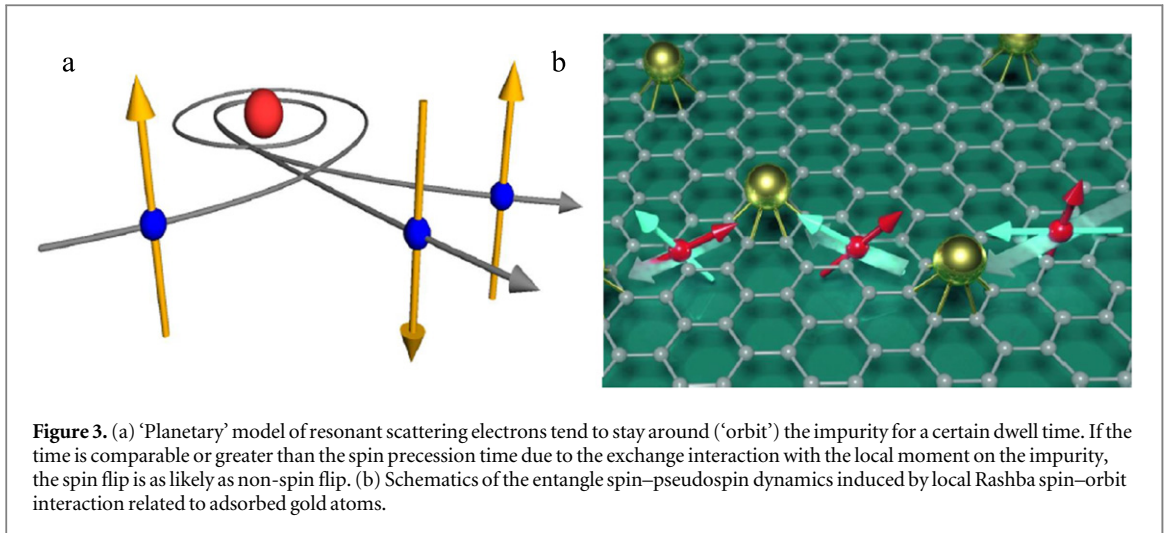 a
b
Figure 3. (a) ‘Planetary’ model of resonant scattering electrons tend to stay around (‘orbit’) the impurity for a certain dwell time. If the
time is comparable or greater than the spin precession time due to the exchange interaction with the local moment on the impurity,
the spin flip is as likely as non-spin flip. (b) Schematics of the entangle spin–pseudospin dynamics induced by local Rashba spin–orbit
interaction related to adsorbed gold atoms.